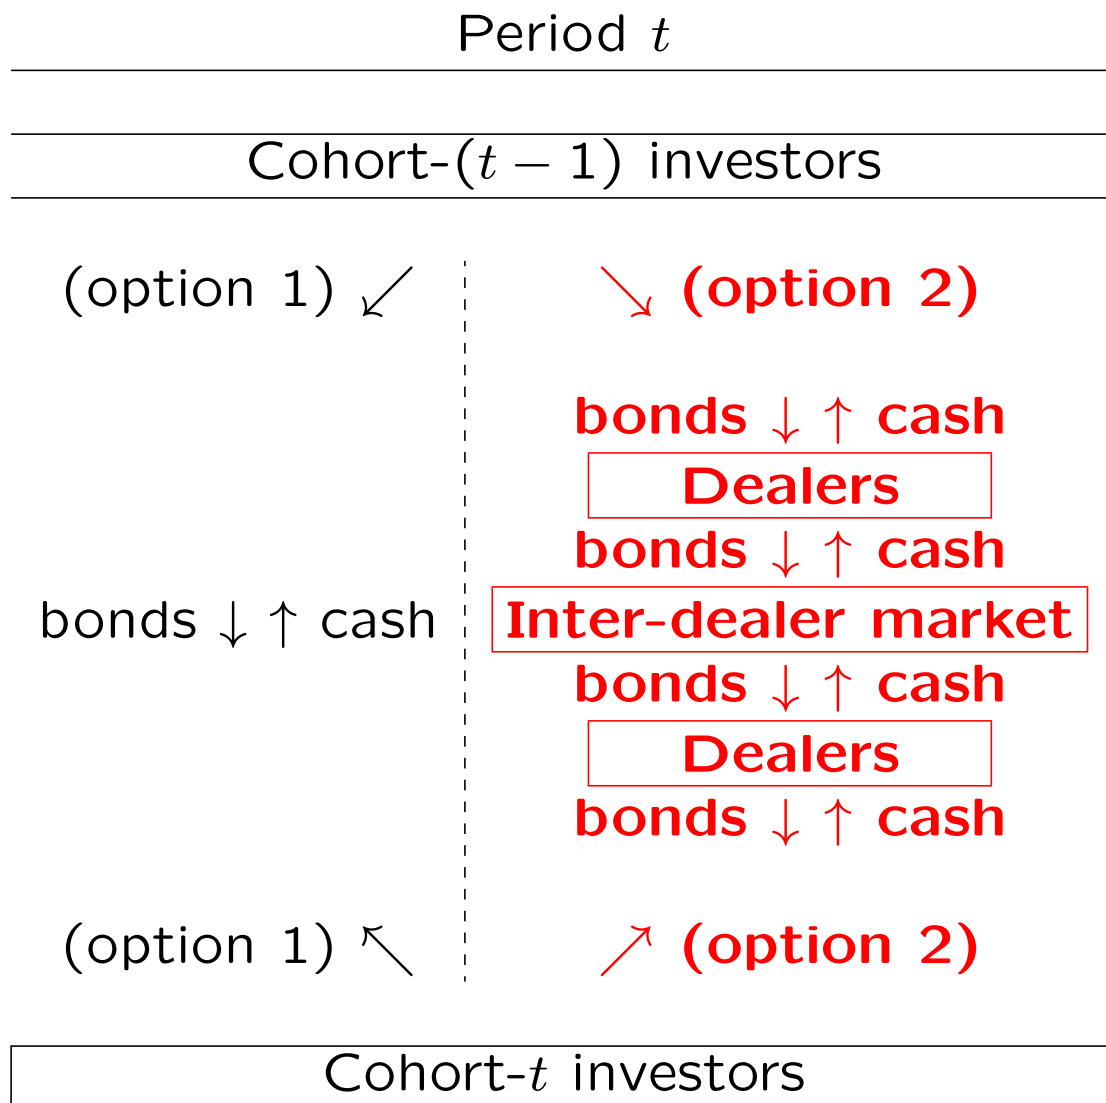 Period t
Cohort-(t − 1) investors
(option 1) ↙ ↘ (option 2)
bonds ↓ ↑ cash
Dealers
bonds ↓ ↑ cash
bonds ↓ ↑ cash Inter-dealer market
bonds ↓ ↑ cash
Dealers
bonds ↓ ↑ cash
(option 1) ↖ ↗ (option 2)
Cohort-t investors